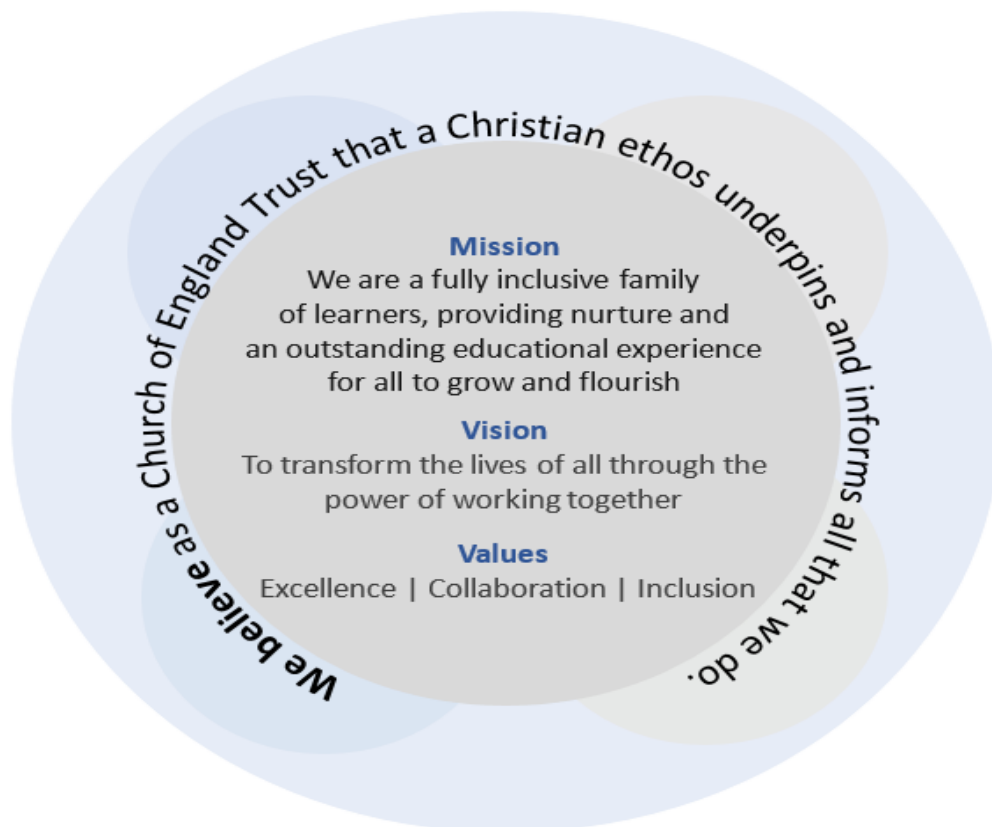 We believe as a Church of England Trust that a Christian ethos underpins and informs all that we do.
Mission
We are a fully inclusive family
of learners, providing nurture and
an outstanding educational experience
for all to grow and flourish
Vision
To transform the lives of all through the
power of working together
Values
Excellence | Collaboration | Inclusion